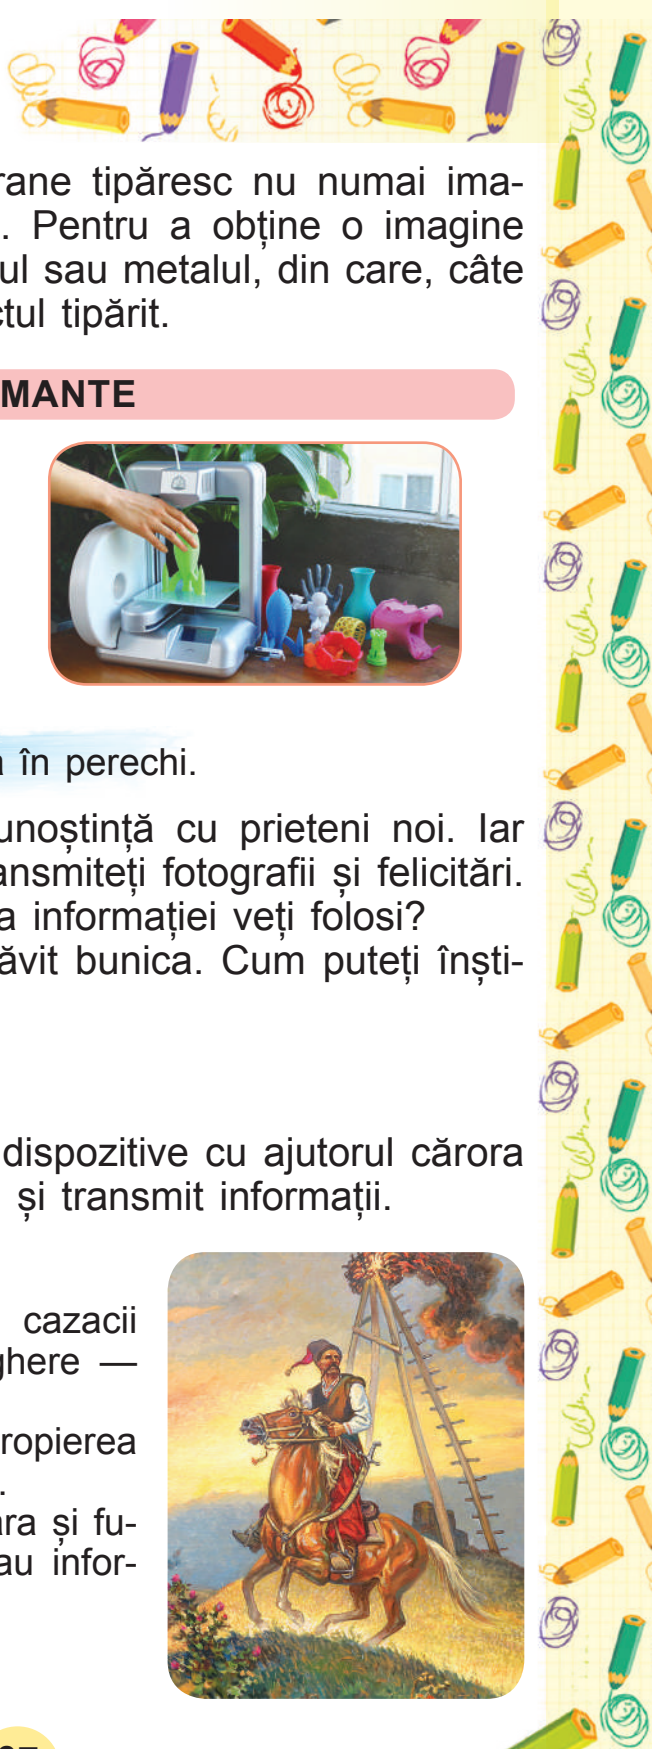 rane tipăresc nu numai ima-
. Pentru a obține o imagine
ul sau metalul, din care, câte
tul tipărit.
MANTE
în perechi.
unoștință cu prieteni noi. Iar
ansmiteți fotografii și felicitări.
a informației veți folosi?
ăvit bunica. Cum puteți înști-
dispozitive cu ajutorul cărora
și transmit informații.
cazacii
ghere —
ropierea
.
ara și fu-
au infor-